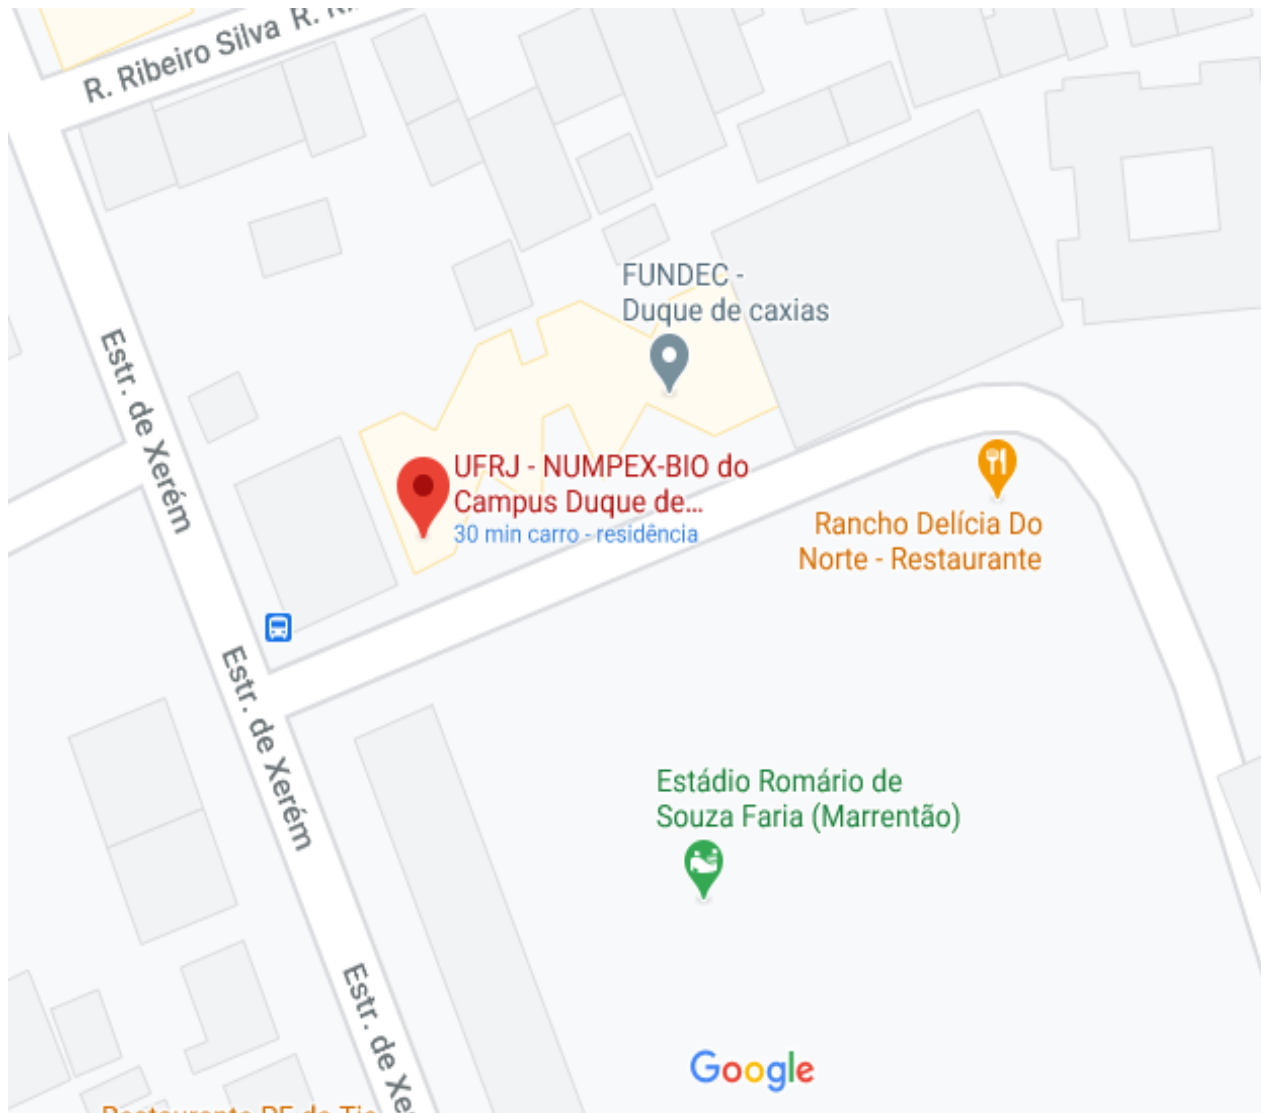 R. Ribeiro Silva
FUNDEC -
Duque de caxias
Estr. de Xerém
UFRJ - NUMPEX-BIO do
Campus Duque de...
30 min carro - residência
Rancho Delícia Do
Norte - Restaurante
Estr. de Xerém
Estádio Romário de
Souza Faria (Marrentão)
Estr. de Xe
Google